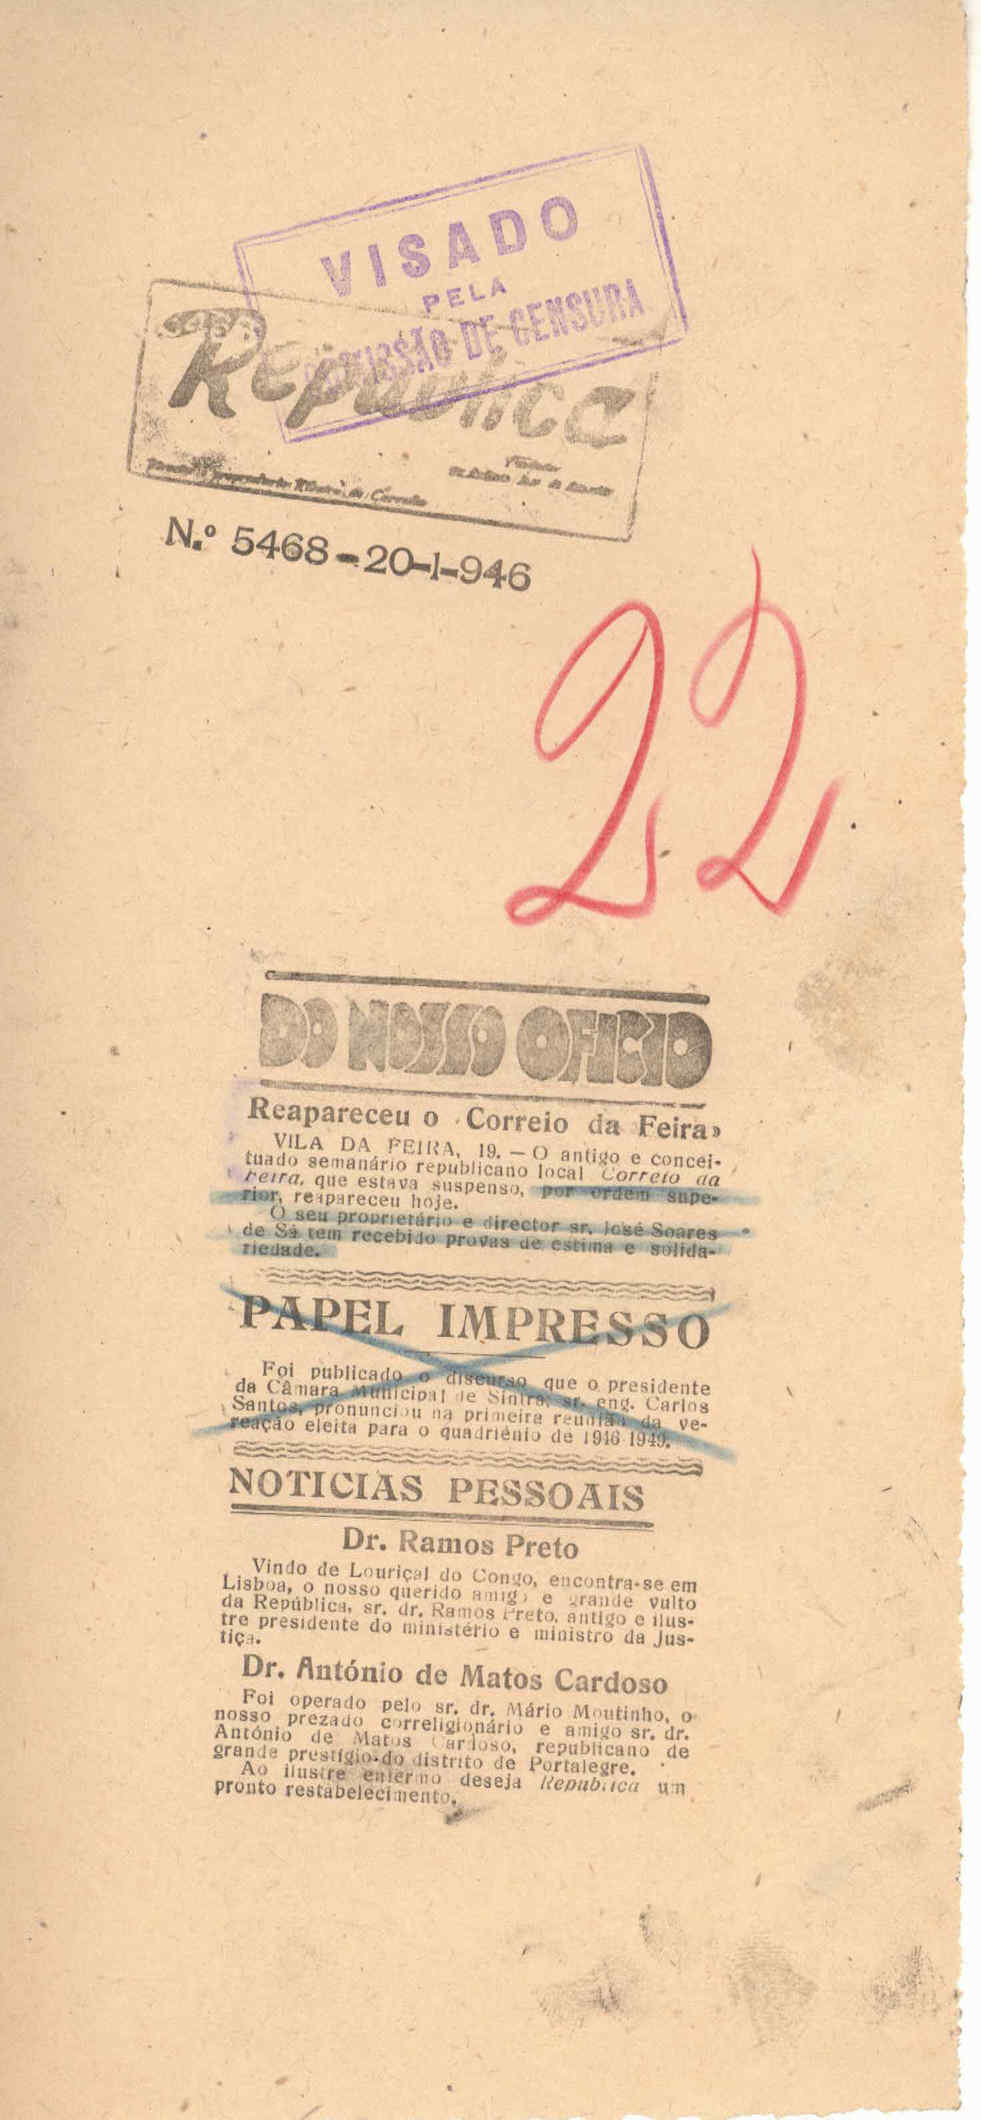 VISADO
PELA
COMISSÃO DE CENSURA
República
N.º 5468-20-1-946
22
DO NOSSO OFICIO
Reapareceu o «Correio da Feira»
VILA DA FEIRA, 19. — O antigo e concei-
tuado semanário republicano local Correio da
Feira, que estava suspenso, por ordem supe-
rior, reapareceu hoje.
O seu proprietário e director sr. José Soares
de Sá tem recebido provas de estima e solida-
riedade.
PAPEL IMPRESSO
Foi publicado o discurso que o presidente
da Câmara Municipal de Sintra, sr. eng. Carlos
Santos, pronunciou na primeira reunião da ve-
reação eleita para o quadriénio de 1946-1949.
NOTICIAS PESSOAIS
Dr. Ramos Preto
Vindo de Louriçal do Congo, encontra-se em
Lisboa, o nosso querido amigo e grande vulto
da República, sr. dr. Ramos Preto, antigo e ilus-
tre presidente do ministério e ministro da Jus-
tiça.
Dr. António de Matos Cardoso
Foi operado pelo sr. dr. Mário Moutinho, o
nosso prezado correligionário e amigo sr. dr.
António de Matos Cardoso, republicano de
grande prestígio do distrito de Portalegre.
Ao ilustre enfermo deseja República um
pronto restabelecimento.